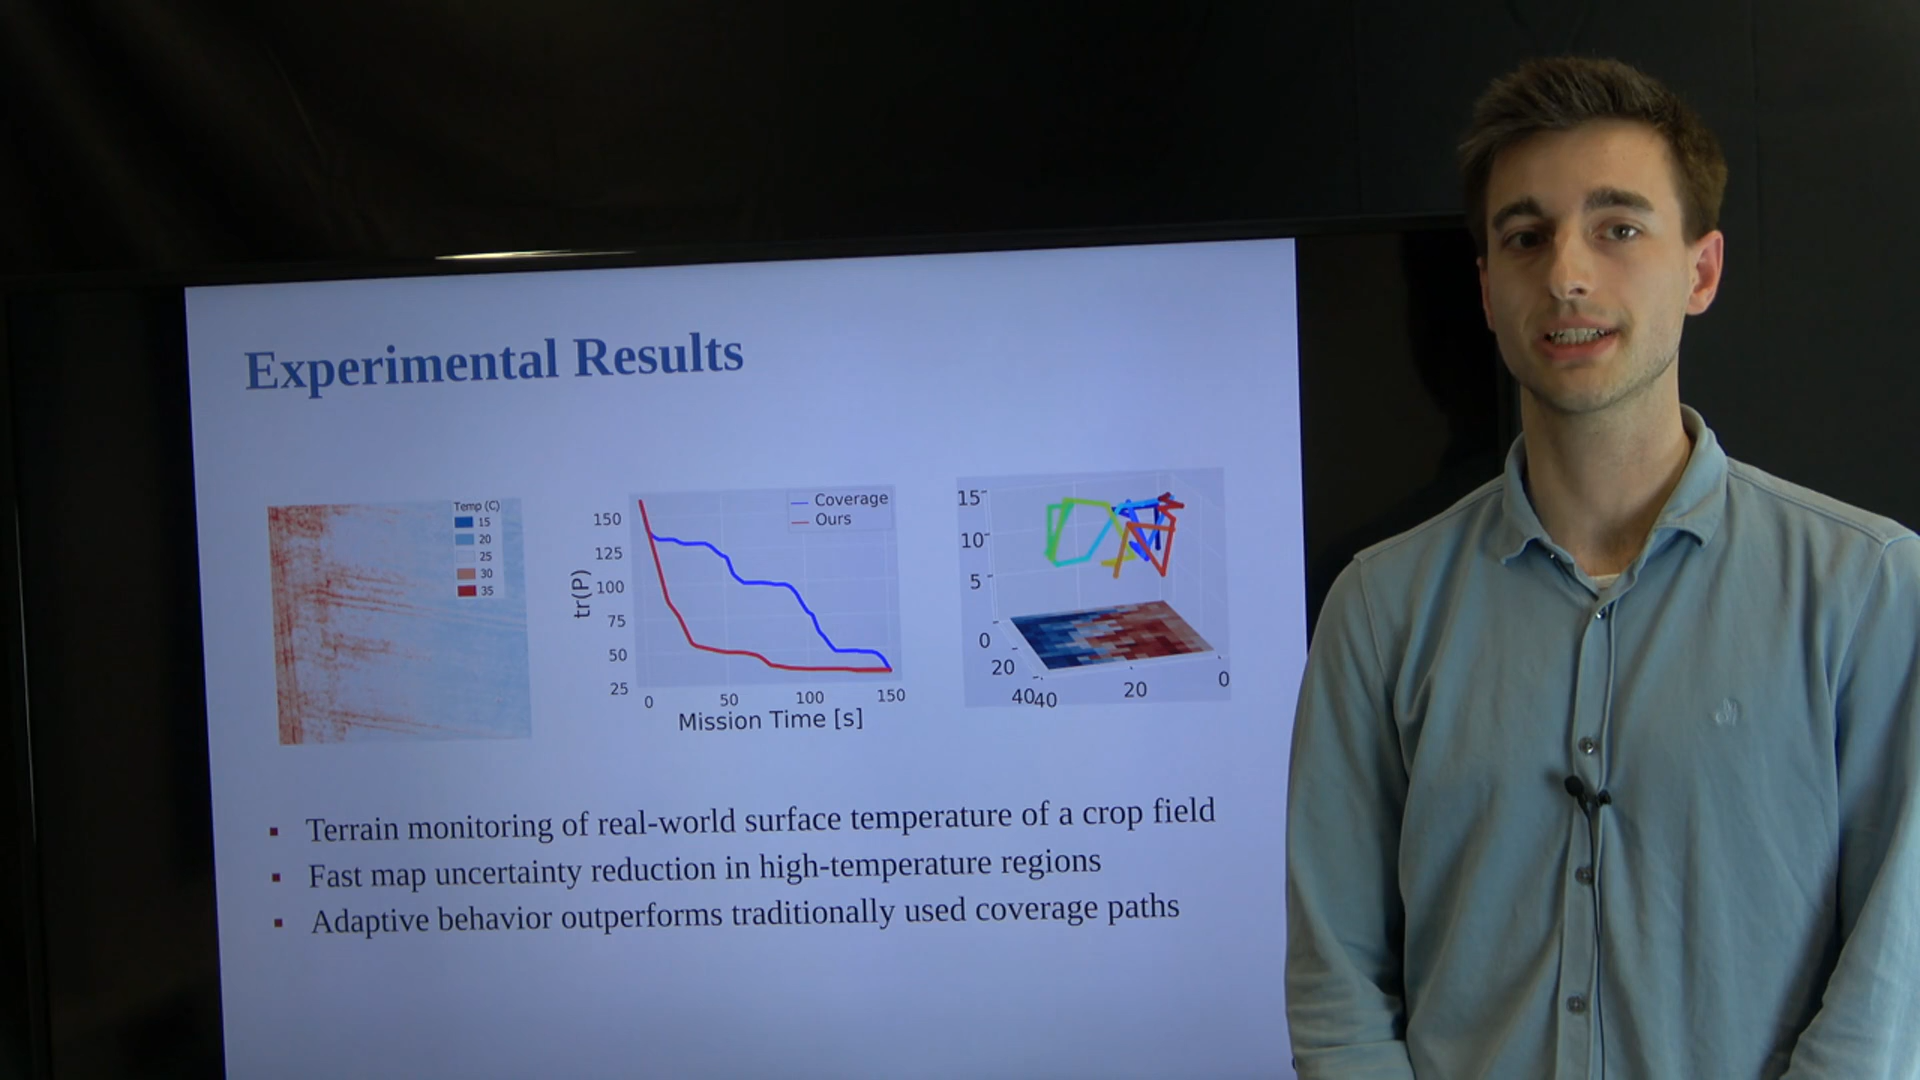 Experimental Results
Temp (C)
15
20
25
30
35
150
125
100
75
50
25
tr(P)
Coverage
Ours
0
50
100
150
Mission Time [s]
15
10
5
0
20
40
40
20
0
▪ Terrain monitoring of real-world surface temperature of a crop field
▪ Fast map uncertainty reduction in high-temperature regions
▪ Adaptive behavior outperforms traditionally used coverage paths